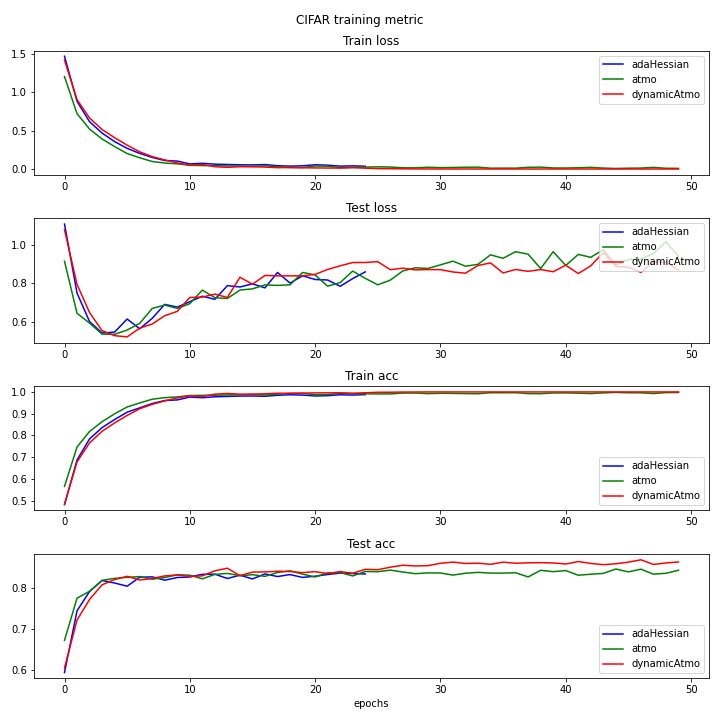 CIFAR training metric
Train loss
1.5
1.0
0.5
0.0
adaHessian
atmo
dynamicAtmo
0 10 20 30 40 50
Test loss
1.0
0.8
0.6
adaHessian
atmo
dynamicAtmo
0 10 20 30 40 50
Train acc
1.0
0.9
0.8
0.7
0.6
0.5
adaHessian
atmo
dynamicAtmo
0 10 20 30 40 50
Test acc
0.8
0.7
0.6
adaHessian
atmo
dynamicAtmo
0 10 20 30 40 50
epochs